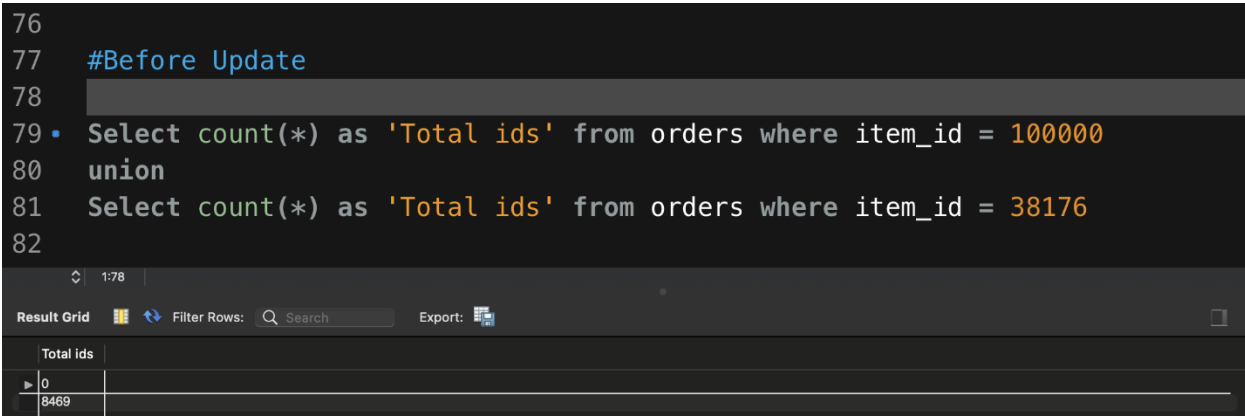 76
77 #Before Update
78
79 Select count(*) as 'Total ids' from orders where item_id = 100000
80 union
81 Select count(*) as 'Total ids' from orders where item_id = 38176
82
1:78
Result Grid Filter Rows: Search Export:
Total ids
0
8469